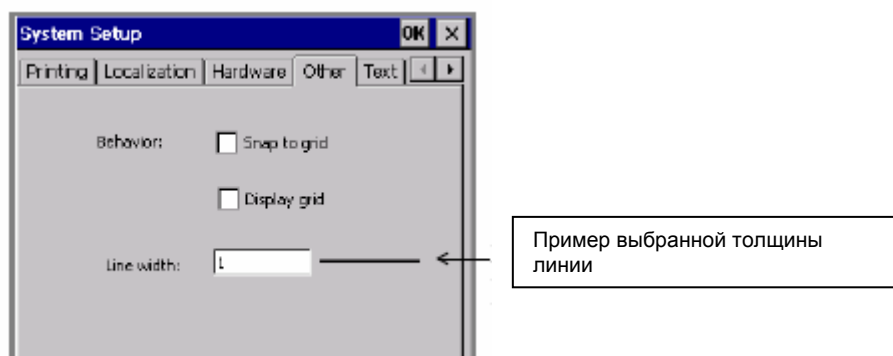 System Setup OK
Printing Localization Hardware Other Text
Behavior: Snap to grid
Display grid
Line width: 1
Пример выбранной толщины
линии